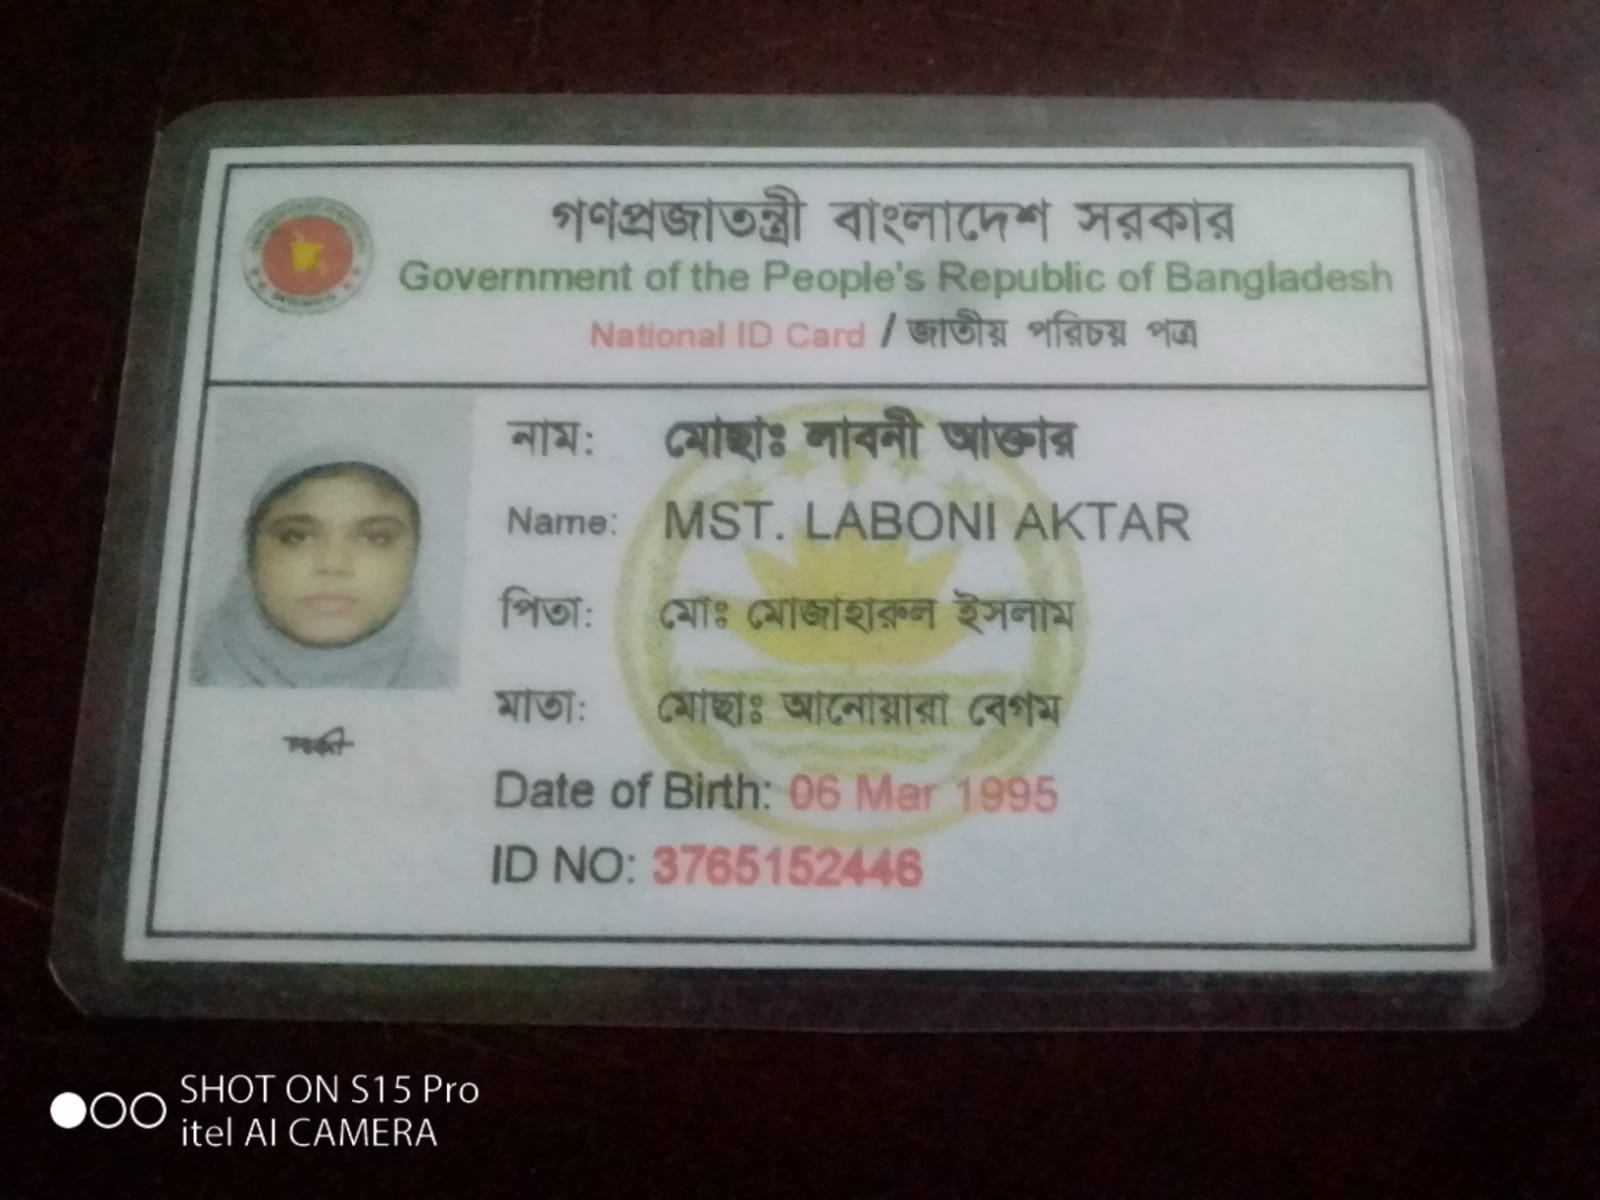 গণপ্রজাতন্ত্রী বাংলাদেশ সরকার
Government of the People's Republic of Bangladesh
National ID Card / জাতীয় পরিচয় পত্র
নাম: মোছাঃ লাবনী আক্তার
Name: MST. LABONI AKTAR
পিতা: মোঃ মোজাহারুল ইসলাম
মাতা: মোছাঃ আনোয়ারা বেগম
Date of Birth: 06 Mar 1995
ID NO: 3765152446
SHOT ON S15 Pro
itel AI CAMERA